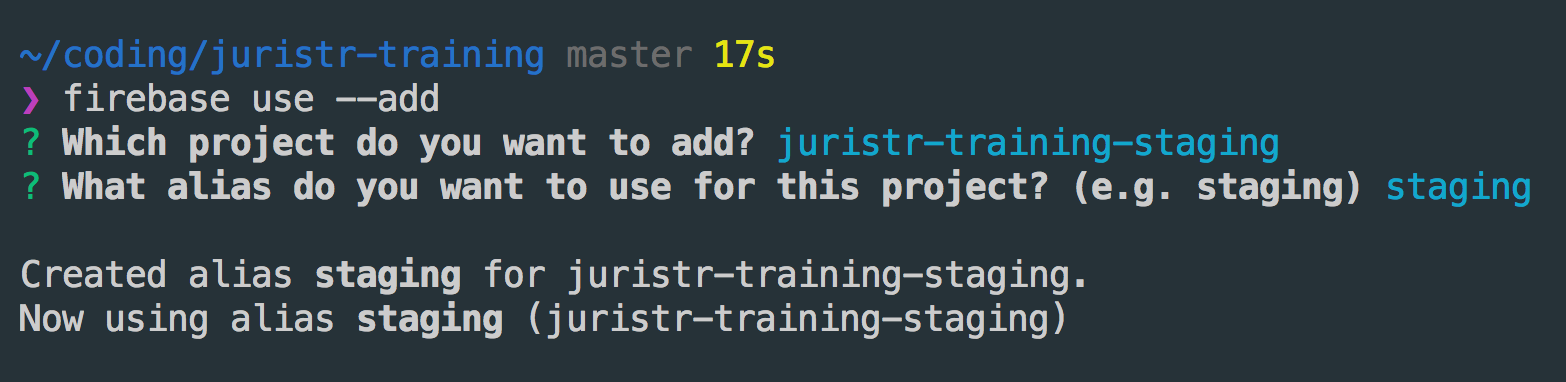 ~/coding/juristr-training master 17s
❯ firebase use --add
? Which project do you want to add? juristr-training-staging
? What alias do you want to use for this project? (e.g. staging) staging
Created alias staging for juristr-training-staging.
Now using alias staging (juristr-training-staging)